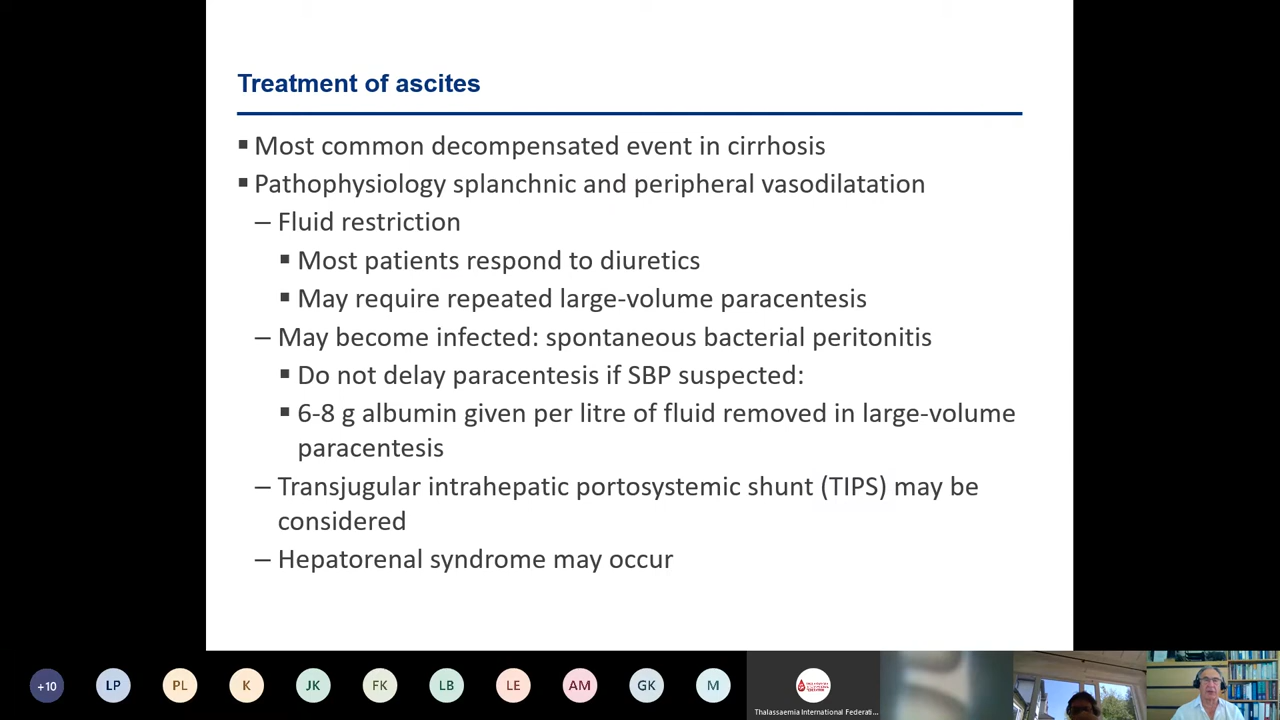 Treatment of ascites
▪ Most common decompensated event in cirrhosis
▪ Pathophysiology splanchnic and peripheral vasodilatation
– Fluid restriction
▪ Most patients respond to diuretics
▪ May require repeated large-volume paracentesis
– May become infected: spontaneous bacterial peritonitis
▪ Do not delay paracentesis if SBP suspected:
▪ 6-8 g albumin given per litre of fluid removed in large-volume
paracentesis
– Transjugular intrahepatic portosystemic shunt (TIPS) may be
considered
– Hepatorenal syndrome may occur
+10 LP PL K JK FK LB LE AM GK M
Thalassaemia International Federati...